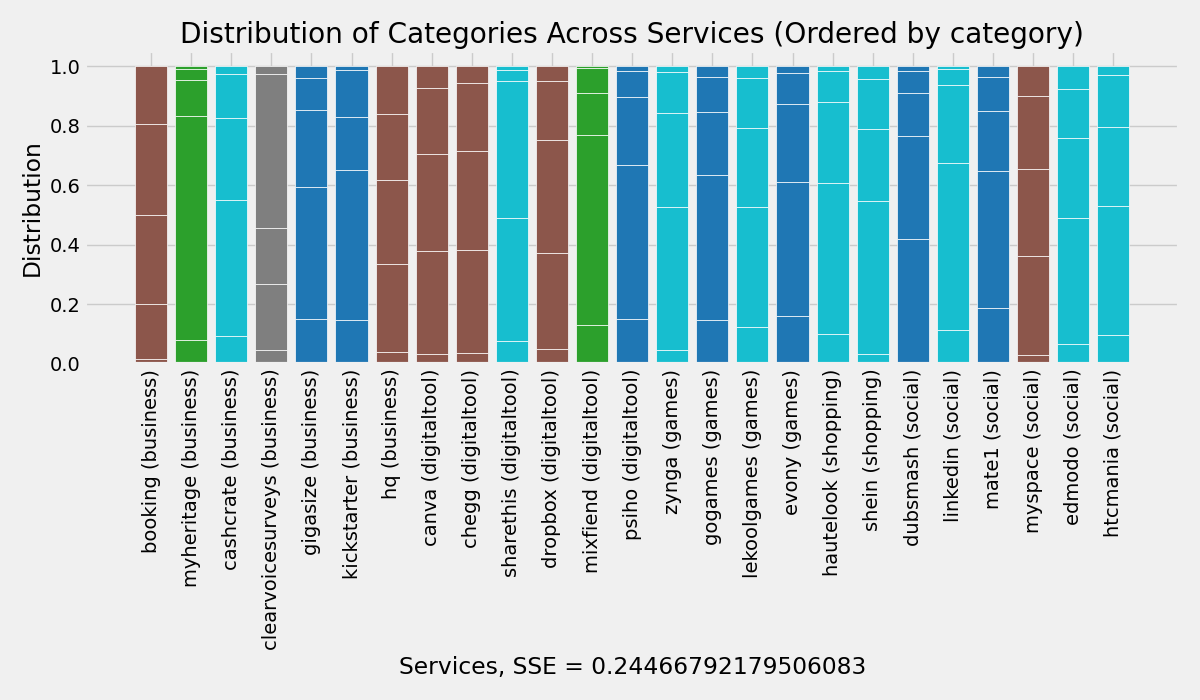 Distribution of Categories Across Services (Ordered by category)
Distribution
1.0
0.8
0.6
0.4
0.2
0.0
booking (business)
myheritage (business)
cashcrate (business)
clearvoicesurveys (business)
gigasize (business)
kickstarter (business)
hq (business)
canva (digitaltool)
chegg (digitaltool)
sharethis (digitaltool)
dropbox (digitaltool)
mixfiend (digitaltool)
psiho (digitaltool)
zynga (games)
gogames (games)
lekoolgames (games)
evony (games)
hautelook (shopping)
shein (shopping)
dubsmash (social)
linkedin (social)
mate1 (social)
myspace (social)
edmodo (social)
htcmania (social)
Services, SSE = 0.24466792179506083